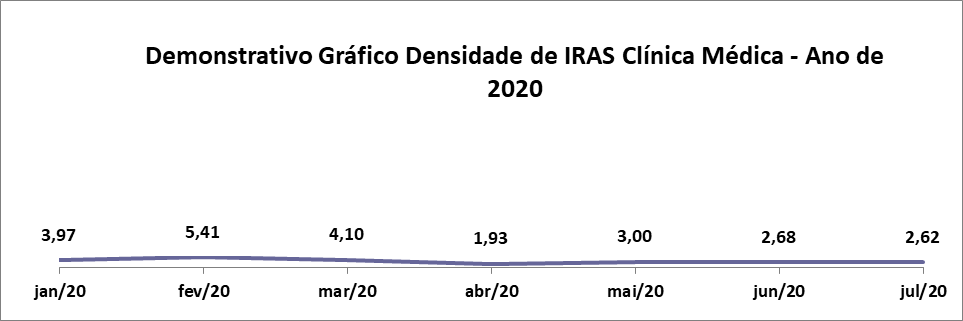 Demonstrativo Gráfico Densidade de IRAS Clínica Médica - Ano de
2020
3,97 5,41 4,10 1,93 3,00 2,68 2,62
jan/20 fev/20 mar/20 abr/20 mai/20 jun/20 jul/20